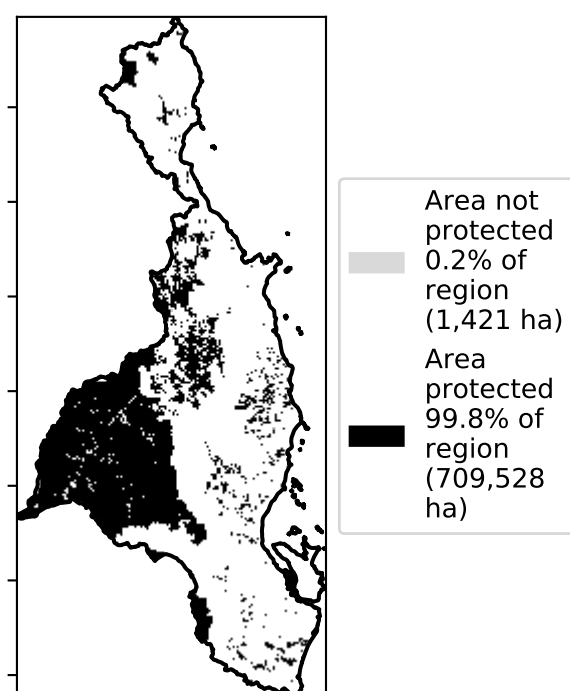 Area not
protected
0.2% of
region
(1,421 ha)
Area
protected
99.8% of
region
(709,528
ha)